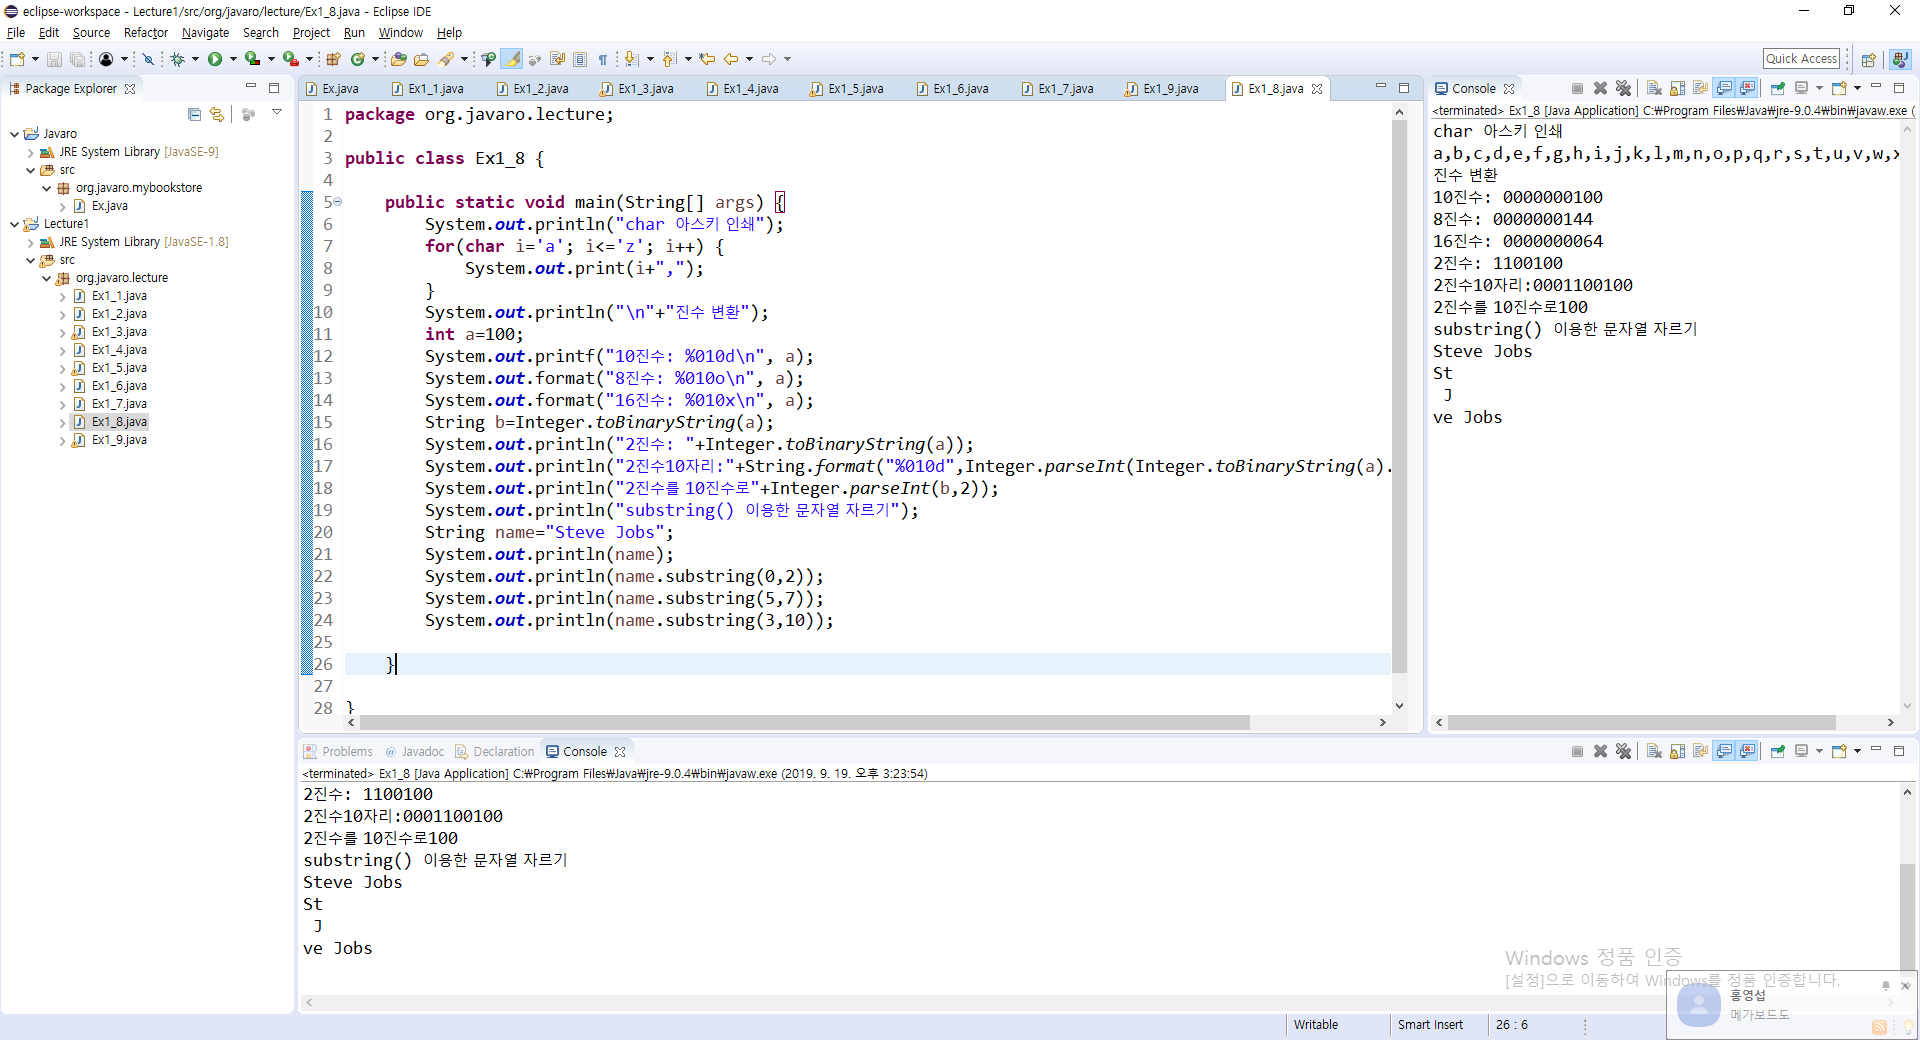 eclipse-workspace - Lecture1/src/org/javaro/lecture/Ex1_8.java - Eclipse IDE
File Edit Source Refactor Navigate Search Project Run Window Help
Quick Access
Package Explorer
Javaro
JRE System Library [JavaSE-9]
src
org.javaro.mybookstore
Ex.java
Lecture1
JRE System Library [JavaSE-1.8]
src
org.javaro.lecture
Ex1_1.java
Ex1_2.java
Ex1_3.java
Ex1_4.java
Ex1_5.java
Ex1_6.java
Ex1_7.java
Ex1_8.java
Ex1_9.java
Ex.java Ex1_1.java Ex1_2.java Ex1_3.java Ex1_4.java Ex1_5.java Ex1_6.java Ex1_7.java Ex1_9.java Ex1_8.java
1 package org.javaro.lecture;
2
3 public class Ex1_8 {
4
5 public static void main(String[] args) {
6 System.out.println("char 아스키 인쇄");
7 for(char i='a'; i<='z'; i++) {
8 System.out.print(i+",");
9 }
10 System.out.println("\n"+"진수 변환");
11 int a=100;
12 System.out.printf("10진수: %010d\n", a);
13 System.out.format("8진수: %010o\n", a);
14 System.out.format("16진수: %010x\n", a);
15 String b=Integer.toBinaryString(a);
16 System.out.println("2진수: "+Integer.toBinaryString(a));
17 System.out.println("2진수10자리:"+String.format("%010d",Integer.parseInt(Integer.toBinaryString(a).
18 System.out.println("2진수를 10진수로"+Integer.parseInt(b,2));
19 System.out.println("substring() 이용한 문자열 자르기");
20 String name="Steve Jobs";
21 System.out.println(name);
22 System.out.println(name.substring(0,2));
23 System.out.println(name.substring(5,7));
24 System.out.println(name.substring(3,10));
25
26 }
27
28 }
Console
<terminated> Ex1_8 [Java Application] C:₩Program Files₩Java₩jre-9.0.4₩bin₩javaw.exe (
char 아스키 인쇄
a,b,c,d,e,f,g,h,i,j,k,l,m,n,o,p,q,r,s,t,u,v,w,x
진수 변환
10진수: 0000000100
8진수: 0000000144
16진수: 0000000064
2진수: 1100100
2진수10자리:0001100100
2진수를 10진수로100
substring() 이용한 문자열 자르기
Steve Jobs
St
J
ve Jobs
Problems @ Javadoc Declaration Console
<terminated> Ex1_8 [Java Application] C:₩Program Files₩Java₩jre-9.0.4₩bin₩javaw.exe (2019. 9. 19. 오후 3:23:54)
2진수: 1100100
2진수10자리:0001100100
2진수를 10진수로100
substring() 이용한 문자열 자르기
Steve Jobs
St
J
ve Jobs
Windows 정품 인증
[설정]으로 이동하여 Windows를 정품 인증합니다.
홍영섭
메가보드도
Writable Smart Insert 26 : 6